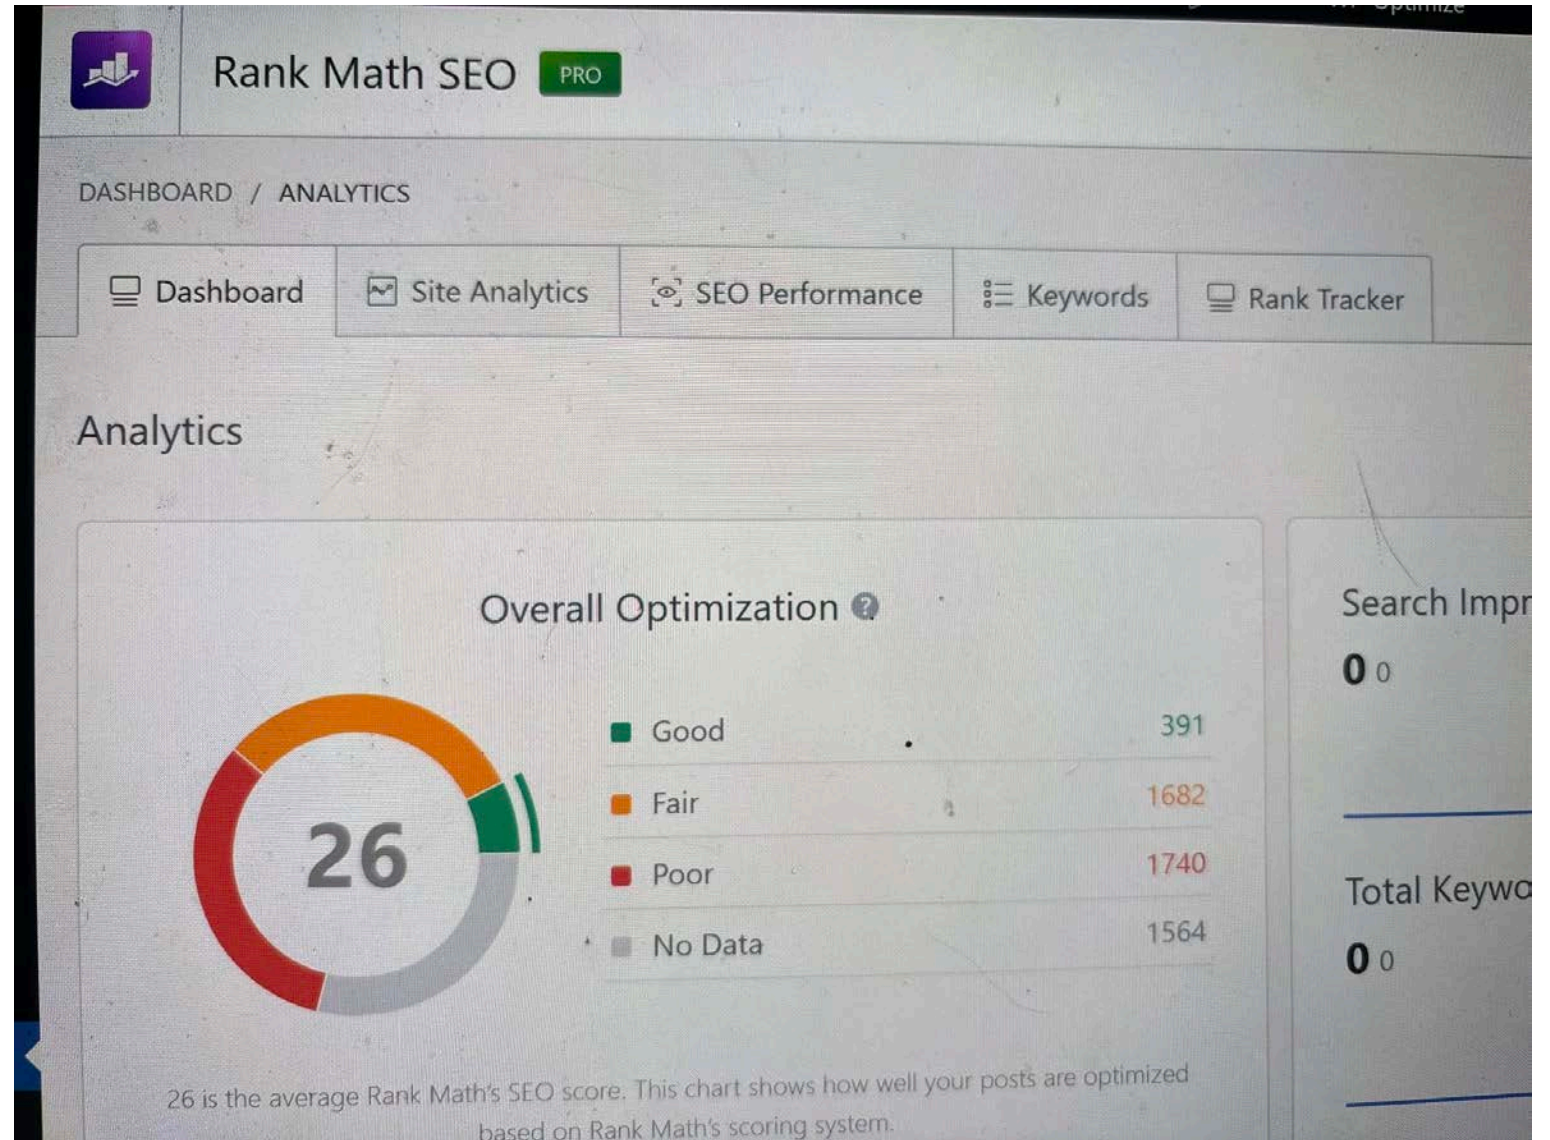 Optimize
Rank Math SEO PRO
DASHBOARD / ANALYTICS
Dashboard Site Analytics SEO Performance Keywords Rank Tracker
Analytics
Overall Optimization ?
26
Good 391
Fair 1682
Poor 1740
No Data 1564
26 is the average Rank Math's SEO score. This chart shows how well your posts are optimized
based on Rank Math's scoring system.
Search Impr
0 0
Total Keywo
0 0